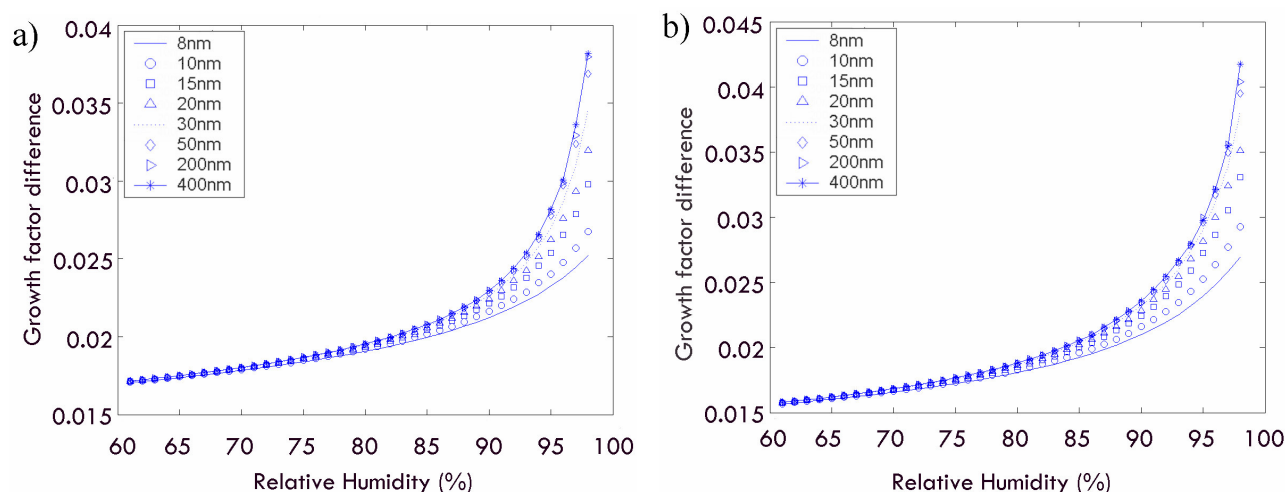 a)
0.04
0.035
0.03
0.025
0.02
0.015
Growth factor difference
8nm
10nm
15nm
20nm
30nm
50nm
200nm
400nm
60 65 70 75 80 85 90 95 100
Relative Humidity (%)
b)
0.045
0.04
0.035
0.03
0.025
0.02
0.015
Growth factor difference
8nm
10nm
15nm
20nm
30nm
50nm
200nm
400nm
60 65 70 75 80 85 90 95 100
Relative Humidity (%)